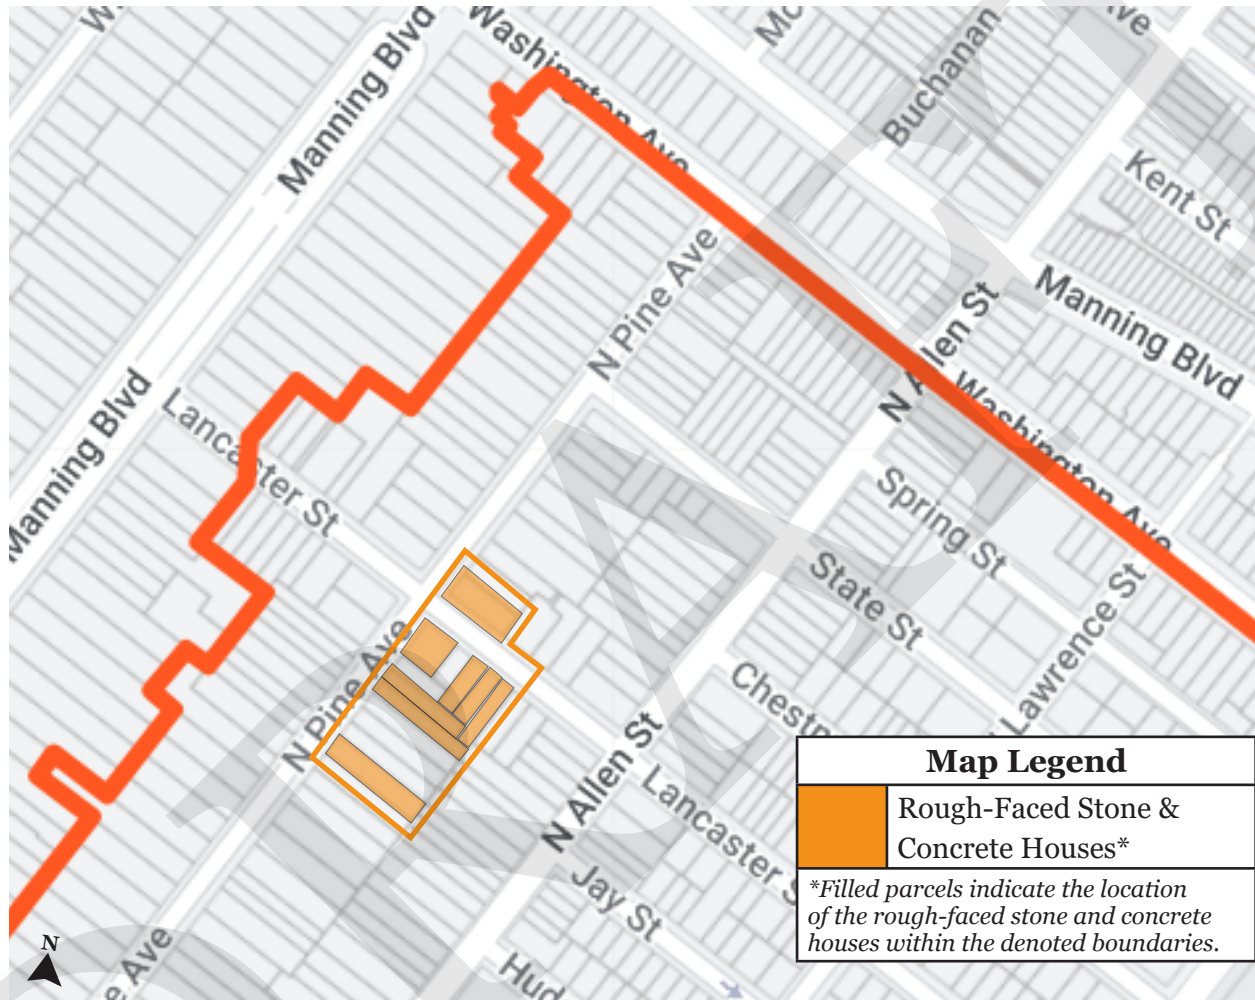 Manning Blvd
Washington Ave
Buchanan
Ave
Kent St
N Pine Ave
Manning Blvd
N Allen St
Manning Blvd
Lancaster St
Washington Ave
Spring St
State St
Lawrence St
N Pine Ave
Chestn
N Allen St
Lancaster S
Jay St
Hud
e Ave
N
Map Legend
Rough-Faced Stone &
Concrete Houses*
*Filled parcels indicate the location
of the rough-faced stone and concrete
houses within the denoted boundaries.